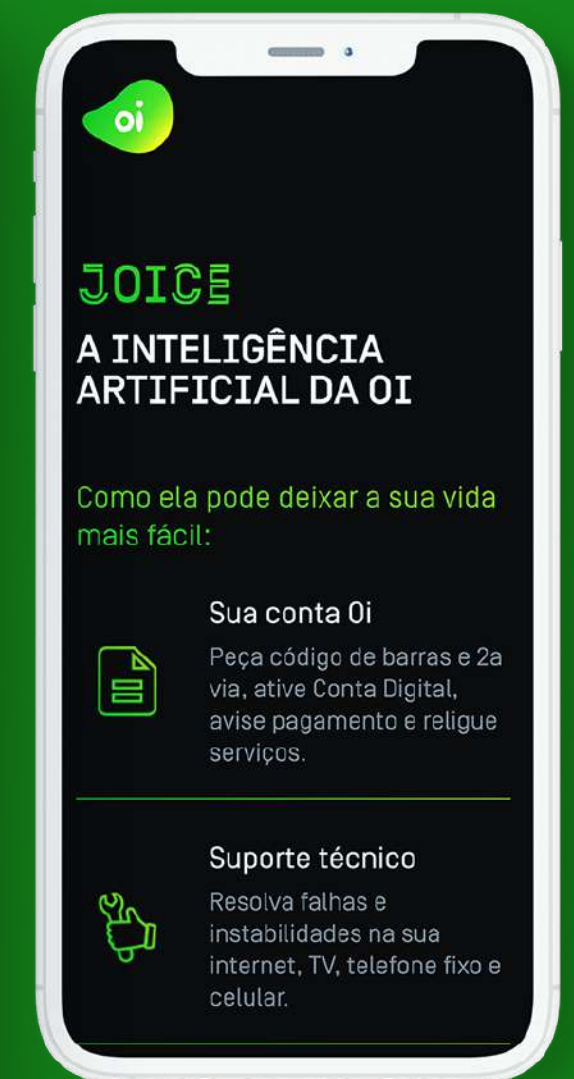 oi
JOICE
A INTELIGÊNCIA
ARTIFICIAL DA OI
Como ela pode deixar a sua vida
mais fácil:
Sua conta Oi
Peça código de barras e 2a
via, ative Conta Digital,
avise pagamento e religue
serviços.
Suporte técnico
Resolva falhas e
instabilidades na sua
internet, TV, telefone fixo e
celular.